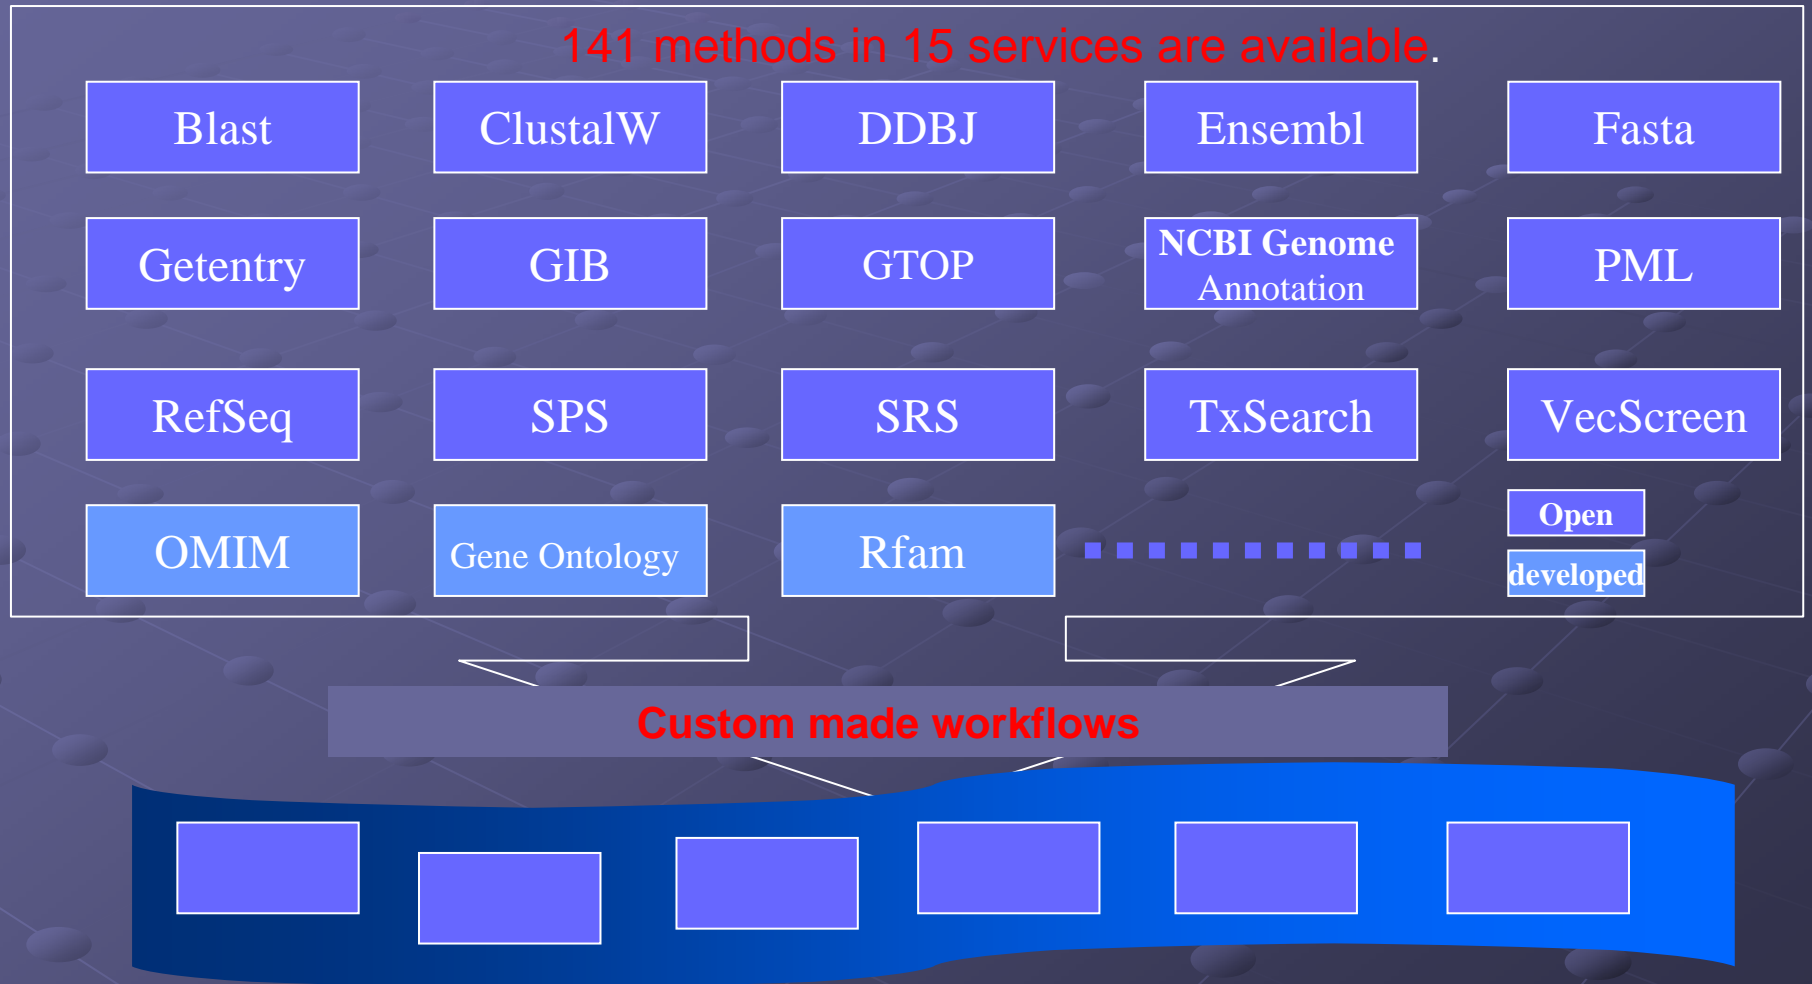 141 methods in 15 services are available.
Blast
ClustalW
DDBJ
Ensembl
Fasta
Getentry
GIB
GTOP
NCBI Genome
Annotation
PML
RefSeq
SPS
SRS
TxSearch
VecScreen
OMIM
Gene Ontology
Rfam
Open
developed
Custom made workflows